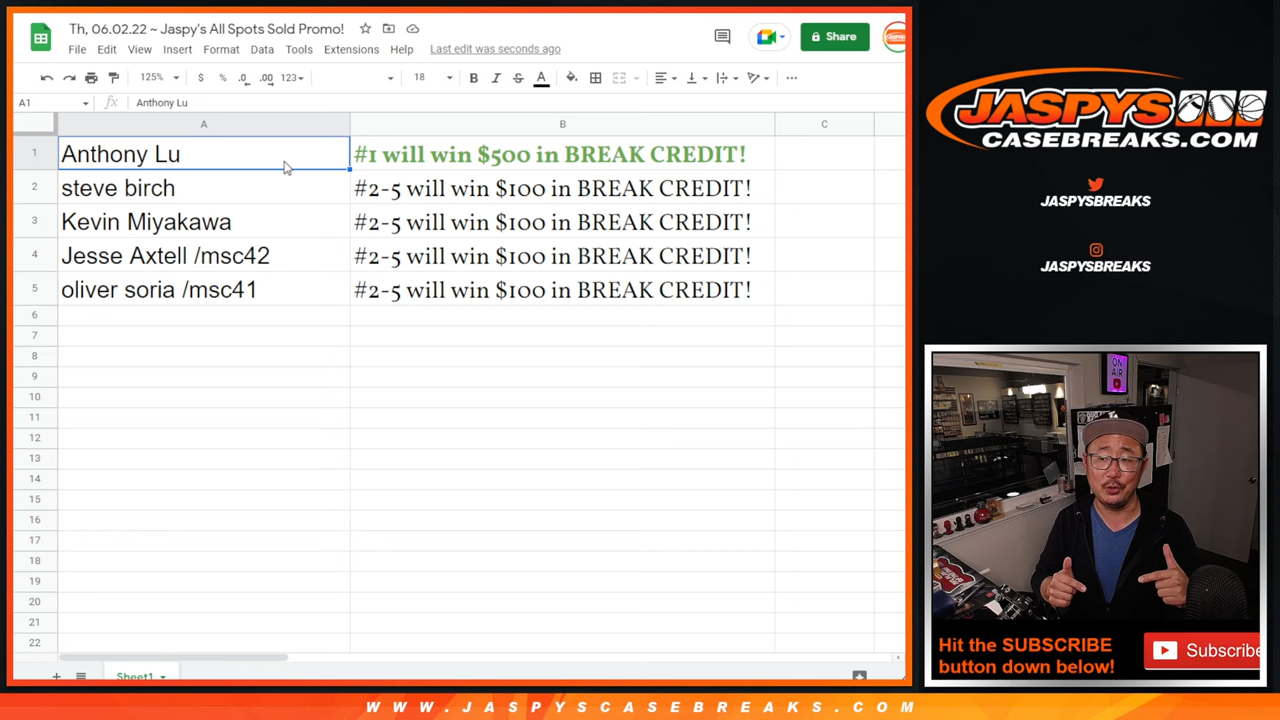 Th, 06.02.22 ~ Jaspy's All Spots Sold Promo!
File Edit View Insert Format Data Tools Extensions Help Last edit was seconds ago
Share
125% $ % .0 .00 123 18 B I S A
A1 fx Anthony Lu
A B C
1 Anthony Lu #1 will win $500 in BREAK CREDIT!
2 steve birch #2-5 will win $100 in BREAK CREDIT!
3 Kevin Miyakawa #2-5 will win $100 in BREAK CREDIT!
4 Jesse Axtell /msc42 #2-5 will win $100 in BREAK CREDIT!
5 oliver soria /msc41 #2-5 will win $100 in BREAK CREDIT!
6
7
8
9
10
11
12
13
14
15
16
17
18
19
20
21
22
Sheet1
JASPYS
CASEBREAKS.COM
JASPYSBREAKS
JASPYSBREAKS
ON
AIR
Hit the SUBSCRIBE
button down below!
Subscribe
WWW.JASPYSCASEBREAKS.COM